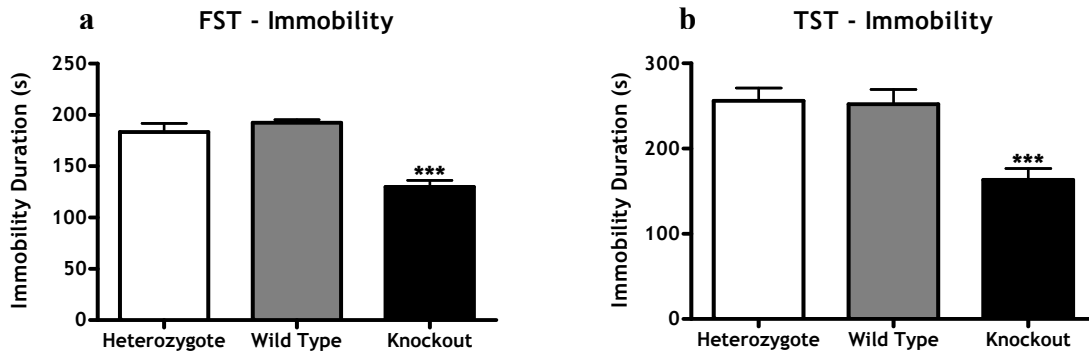 a FST - Immobility
Immobility Duration (s)
250
200
150
100
50
0
***
Heterozygote Wild Type Knockout
b TST - Immobility
Immobility Duration (s)
300
200
100
0
***
Heterozygote Wild Type Knockout